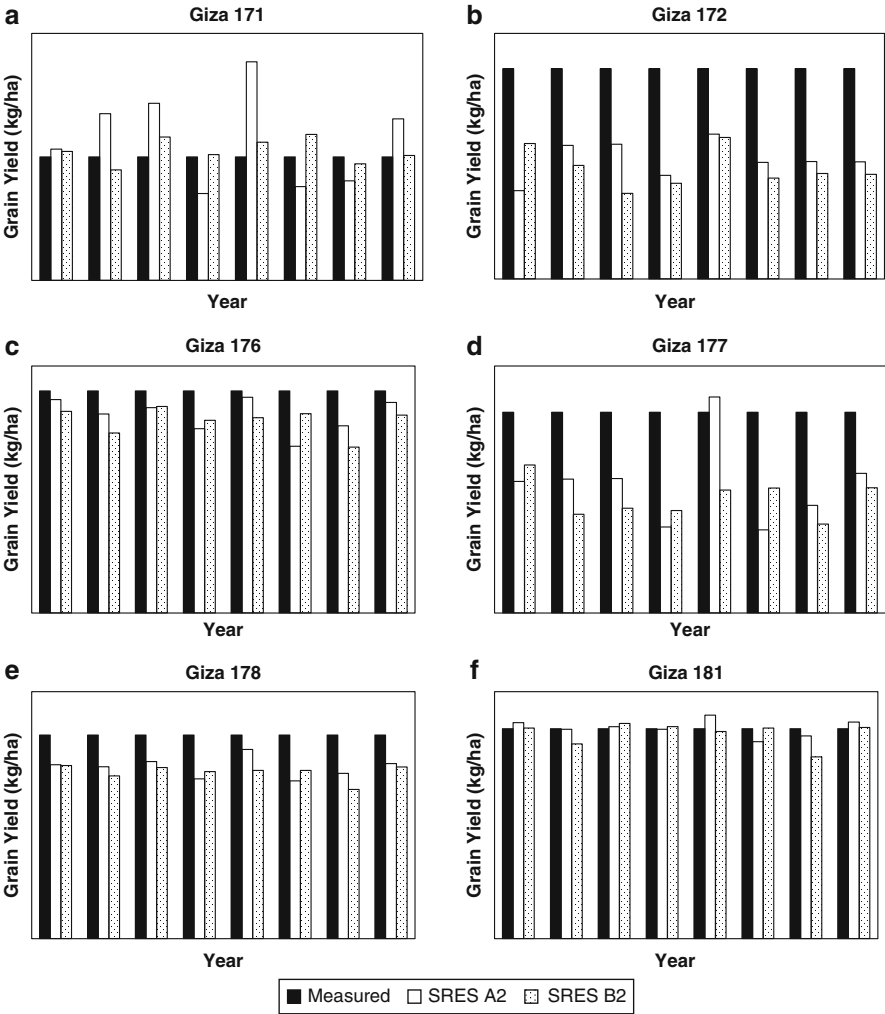 a
Giza 171
Grain Yield (kg/ha)
Year
b
Giza 172
Grain Yield (kg/ha)
Year
c
Giza 176
Grain Yield (kg/ha)
Year
d
Giza 177
Grain Yield (kg/ha)
Year
e
Giza 178
Grain Yield (kg/ha)
Year
f
Giza 181
Grain Yield (kg/ha)
Year
Measured SRES A2 SRES B2